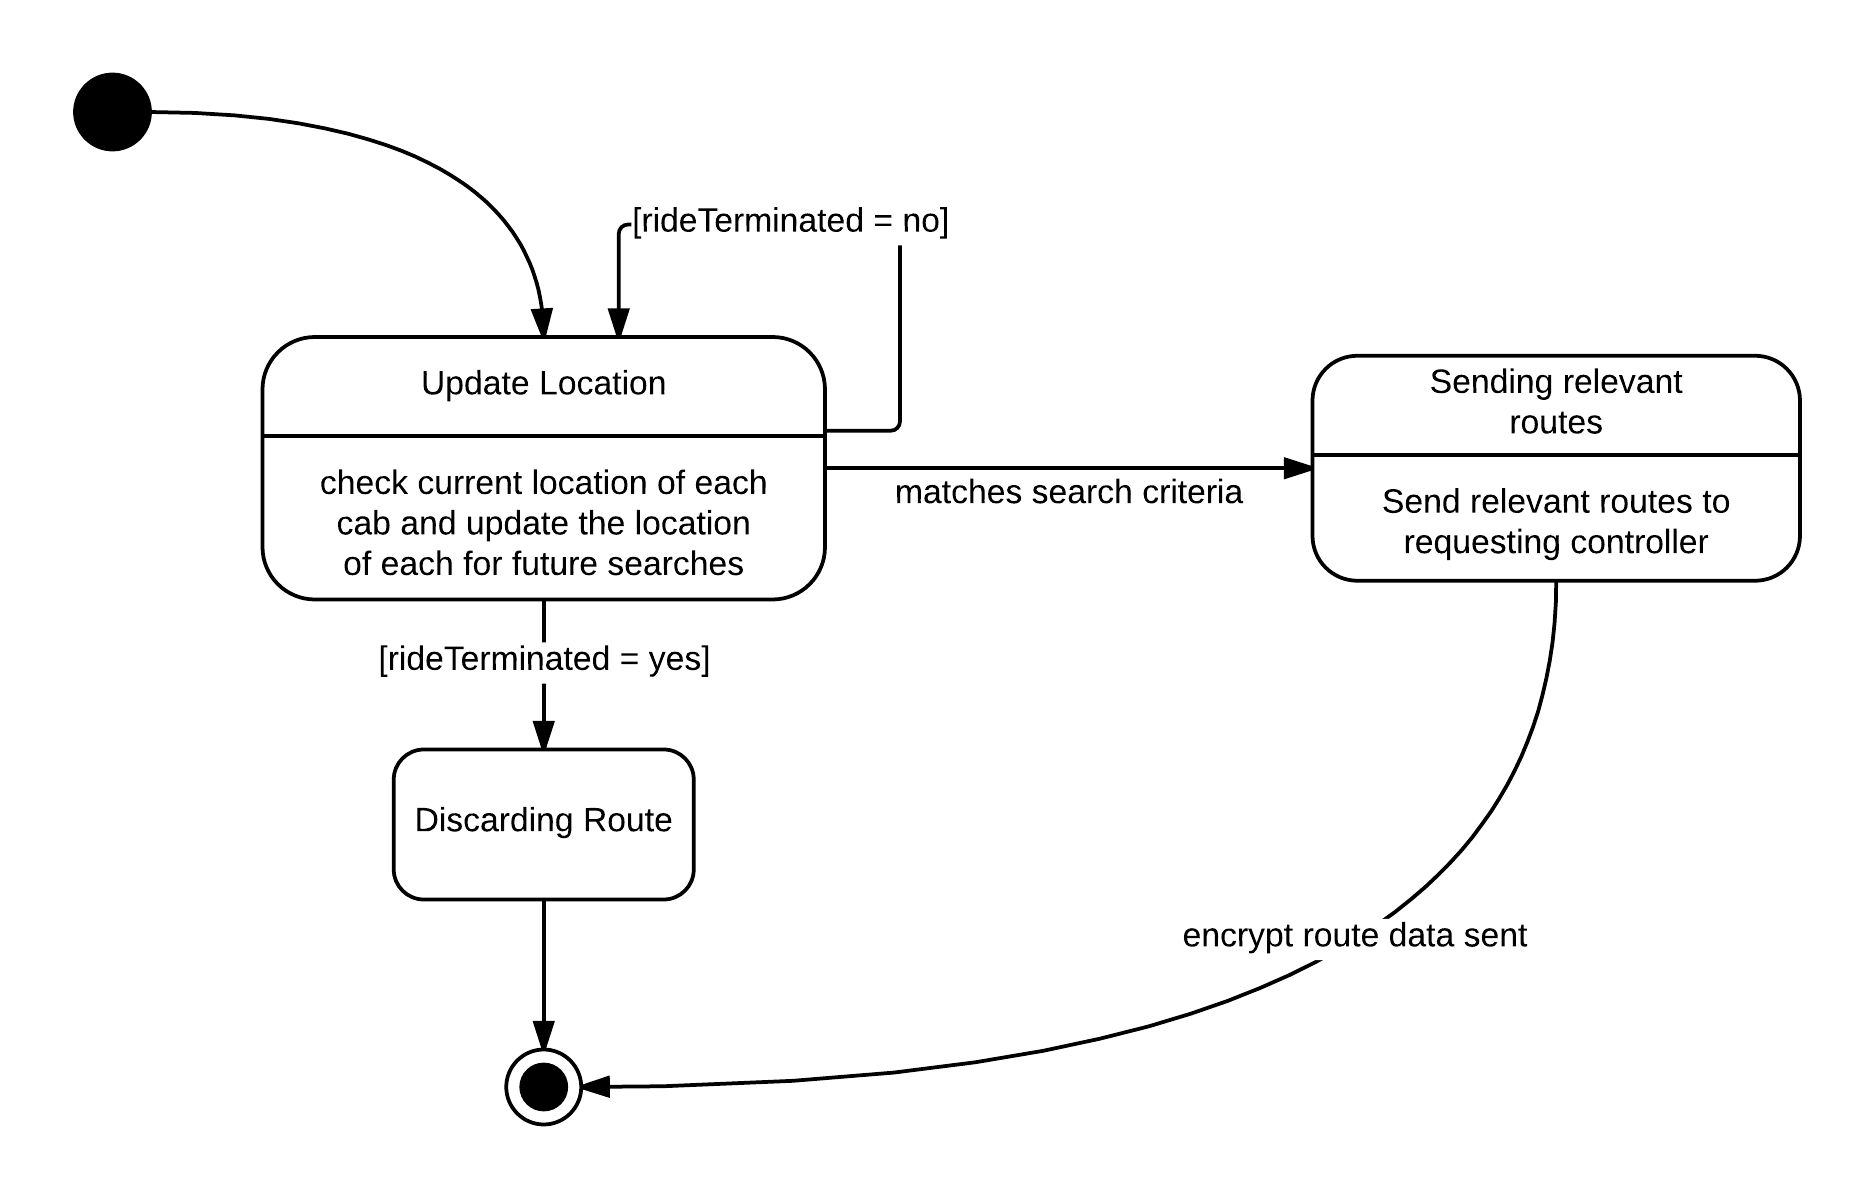 [rideTerminated = no]
Update Location
check current location of each
cab and update the location
of each for future searches
matches search criteria
Sending relevant
routes
Send relevant routes to
requesting controller
[rideTerminated = yes]
Discarding Route
encrypt route data sent